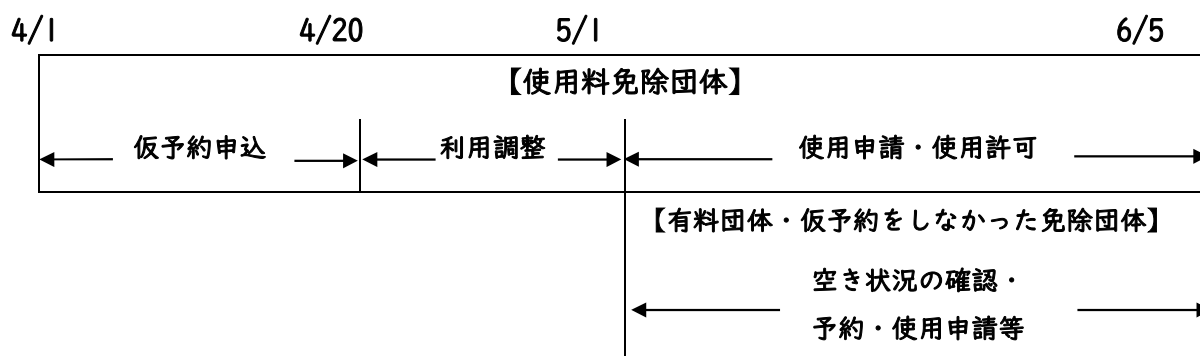 4/1 4/20 5/1 6/5
【使用料免除団体】
仮予約申込 利用調整 使用申請・使用許可
【有料団体・仮予約をしなかった免除団体】
空き状況の確認・
予約・使用申請等